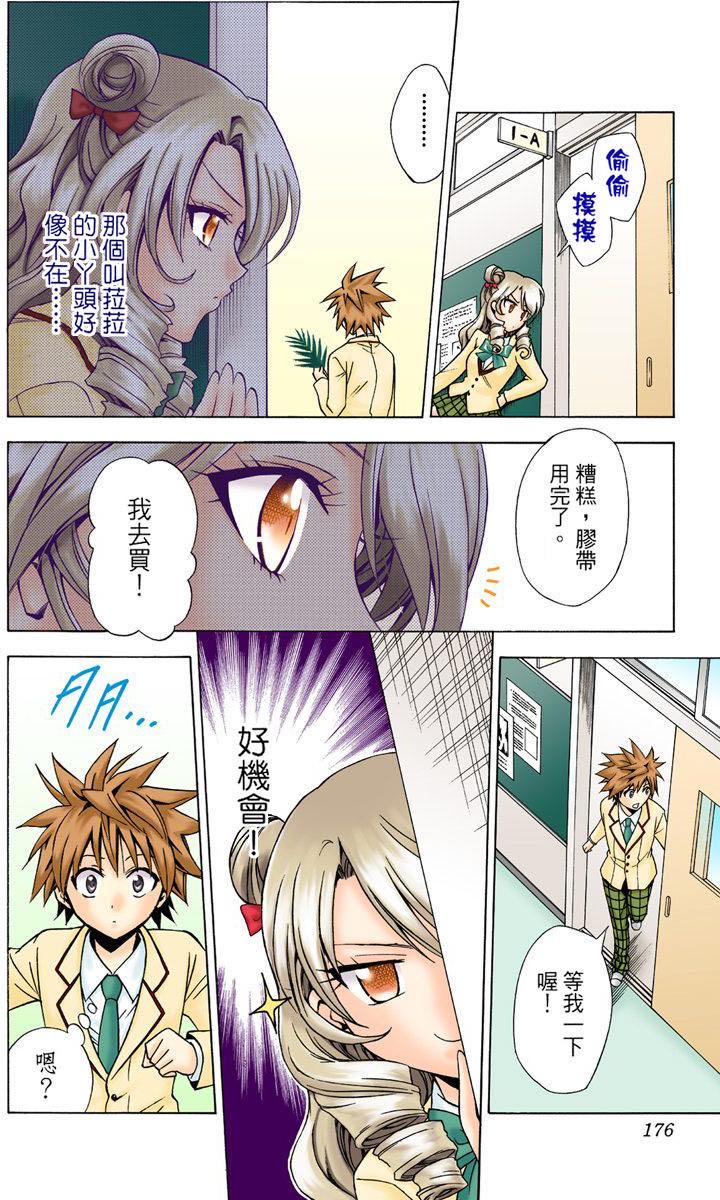 1-A
偷偷
摸摸
………
那個叫拉拉
的小丫頭好
像不在……
糟糕，膠帶
用完了。
我去買！
等我一下
喔！
好機會！
AA...
嗯？
176